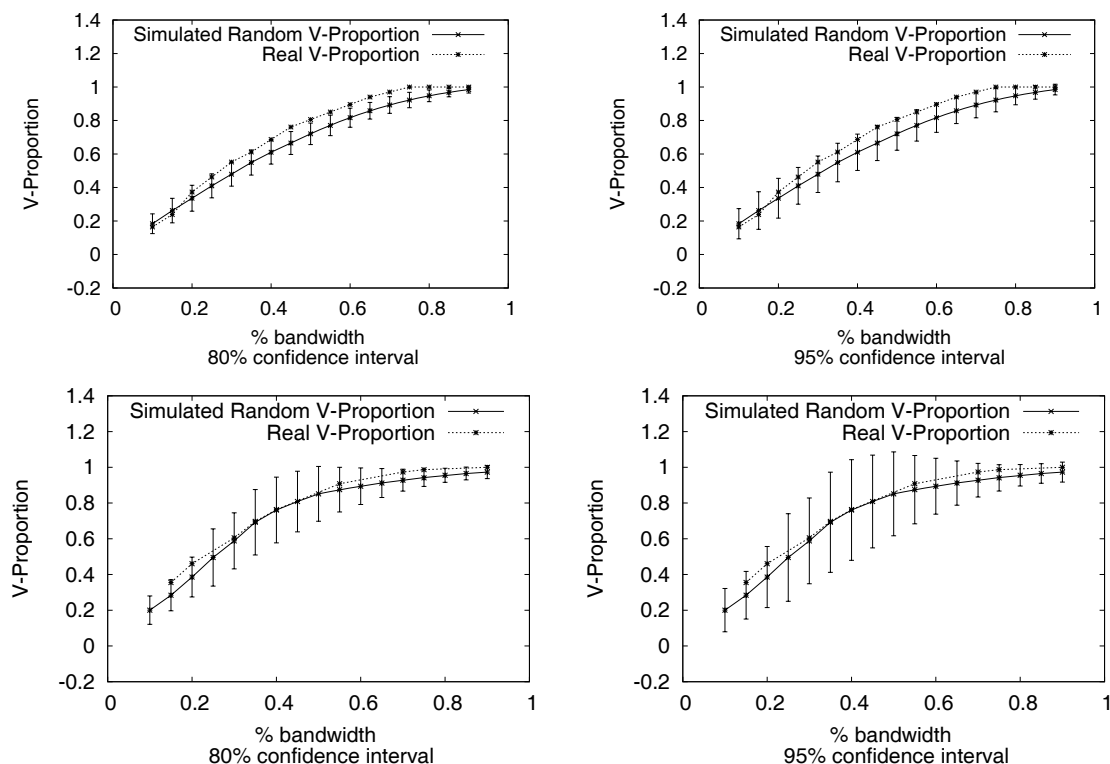 1.4
Simulated Random V-Proportion
Real V-Proportion
1.2
1
0.8
0.6
0.4
0.2
0
-0.2
V-Proportion
0 0.2 0.4 0.6 0.8 1
% bandwidth
80% confidence interval
1.4
Simulated Random V-Proportion
Real V-Proportion
1.2
1
0.8
0.6
0.4
0.2
0
-0.2
V-Proportion
0 0.2 0.4 0.6 0.8 1
% bandwidth
95% confidence interval
1.4
Simulated Random V-Proportion
Real V-Proportion
1.2
1
0.8
0.6
0.4
0.2
0
-0.2
V-Proportion
0 0.2 0.4 0.6 0.8 1
% bandwidth
80% confidence interval
1.4
Simulated Random V-Proportion
Real V-Proportion
1.2
1
0.8
0.6
0.4
0.2
0
-0.2
V-Proportion
0 0.2 0.4 0.6 0.8 1
% bandwidth
95% confidence interval